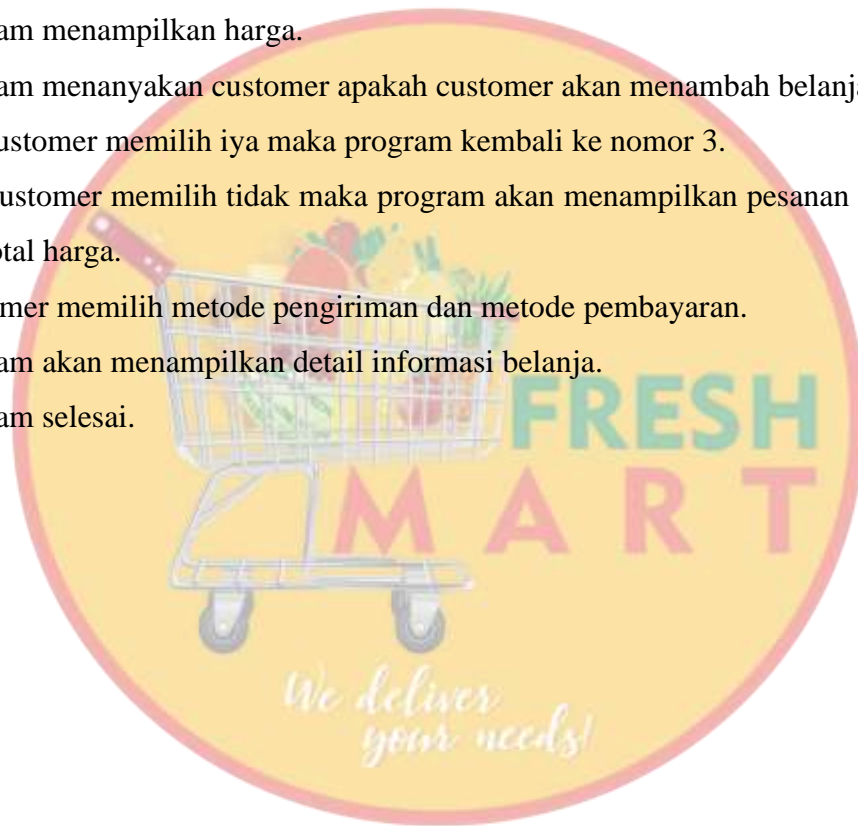 am menampilkan harga.
am menanyakan customer apakah customer akan menambah belanja
ustomer memilih iya maka program kembali ke nomor 3.
ustomer memilih tidak maka program akan menampilkan pesanan
otal harga.
mer memilih metode pengiriman dan metode pembayaran.
am akan menampilkan detail informasi belanja.
am selesai.
FRESH
MART
We deliver
your needs!